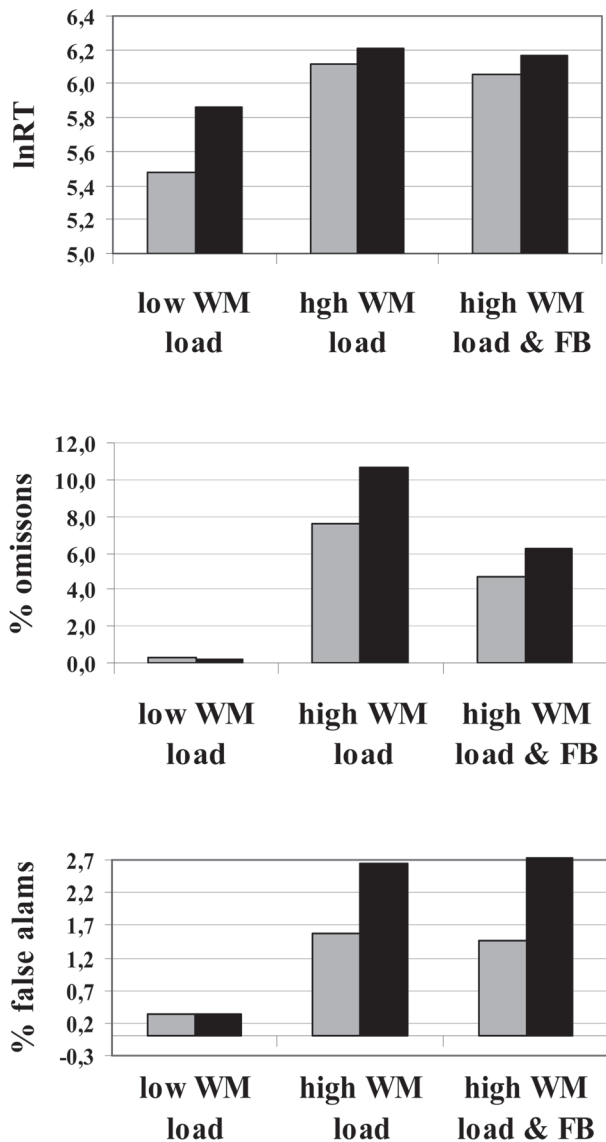 6,4
6,2
6,0
5,8
5,6
5,4
5,2
5,0
lnRT
low WM
load
hgh WM
load
high WM
load & FB
12,0
10,0
8,0
6,0
4,0
2,0
0,0
% omissons
low WM
load
high WM
load
high WM
load & FB
2,7
2,2
1,7
1,2
0,7
0,2
-0,3
% false alams
low WM
load
high WM
load
high WM
load & FB